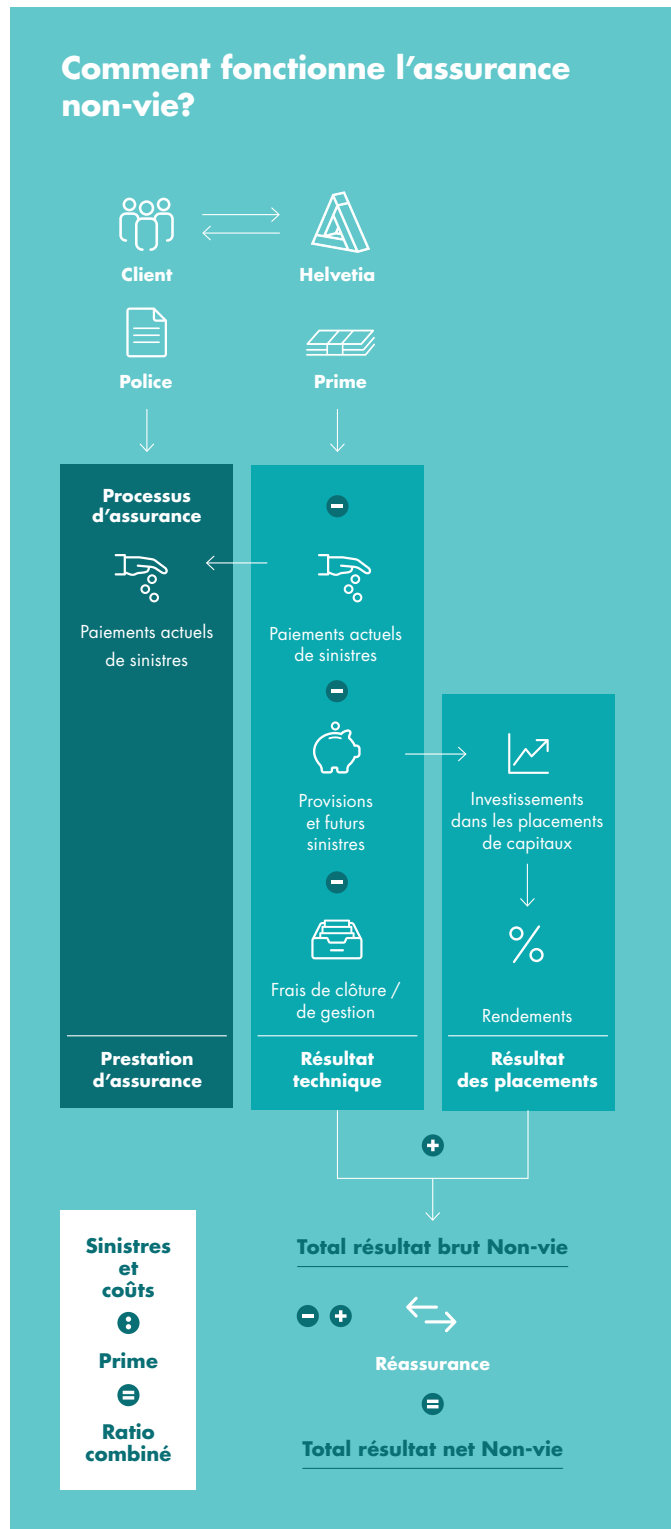 Comment fonctionne l’assurance
non-vie?
Client
Helvetia
Police
Prime
Processus
d’assurance
Paiements actuels
de sinistres
Paiements actuels
de sinistres
Provisions
et futurs
sinistres
Investissements
dans les placements
de capitaux
Frais de clôture /
de gestion
Rendements
Prestation
d’assurance
Résultat
technique
Résultat
des placements
Sinistres
et
coûts
:
Prime
=
Ratio
combiné
Total résultat brut Non-vie
Réassurance
=
Total résultat net Non-vie